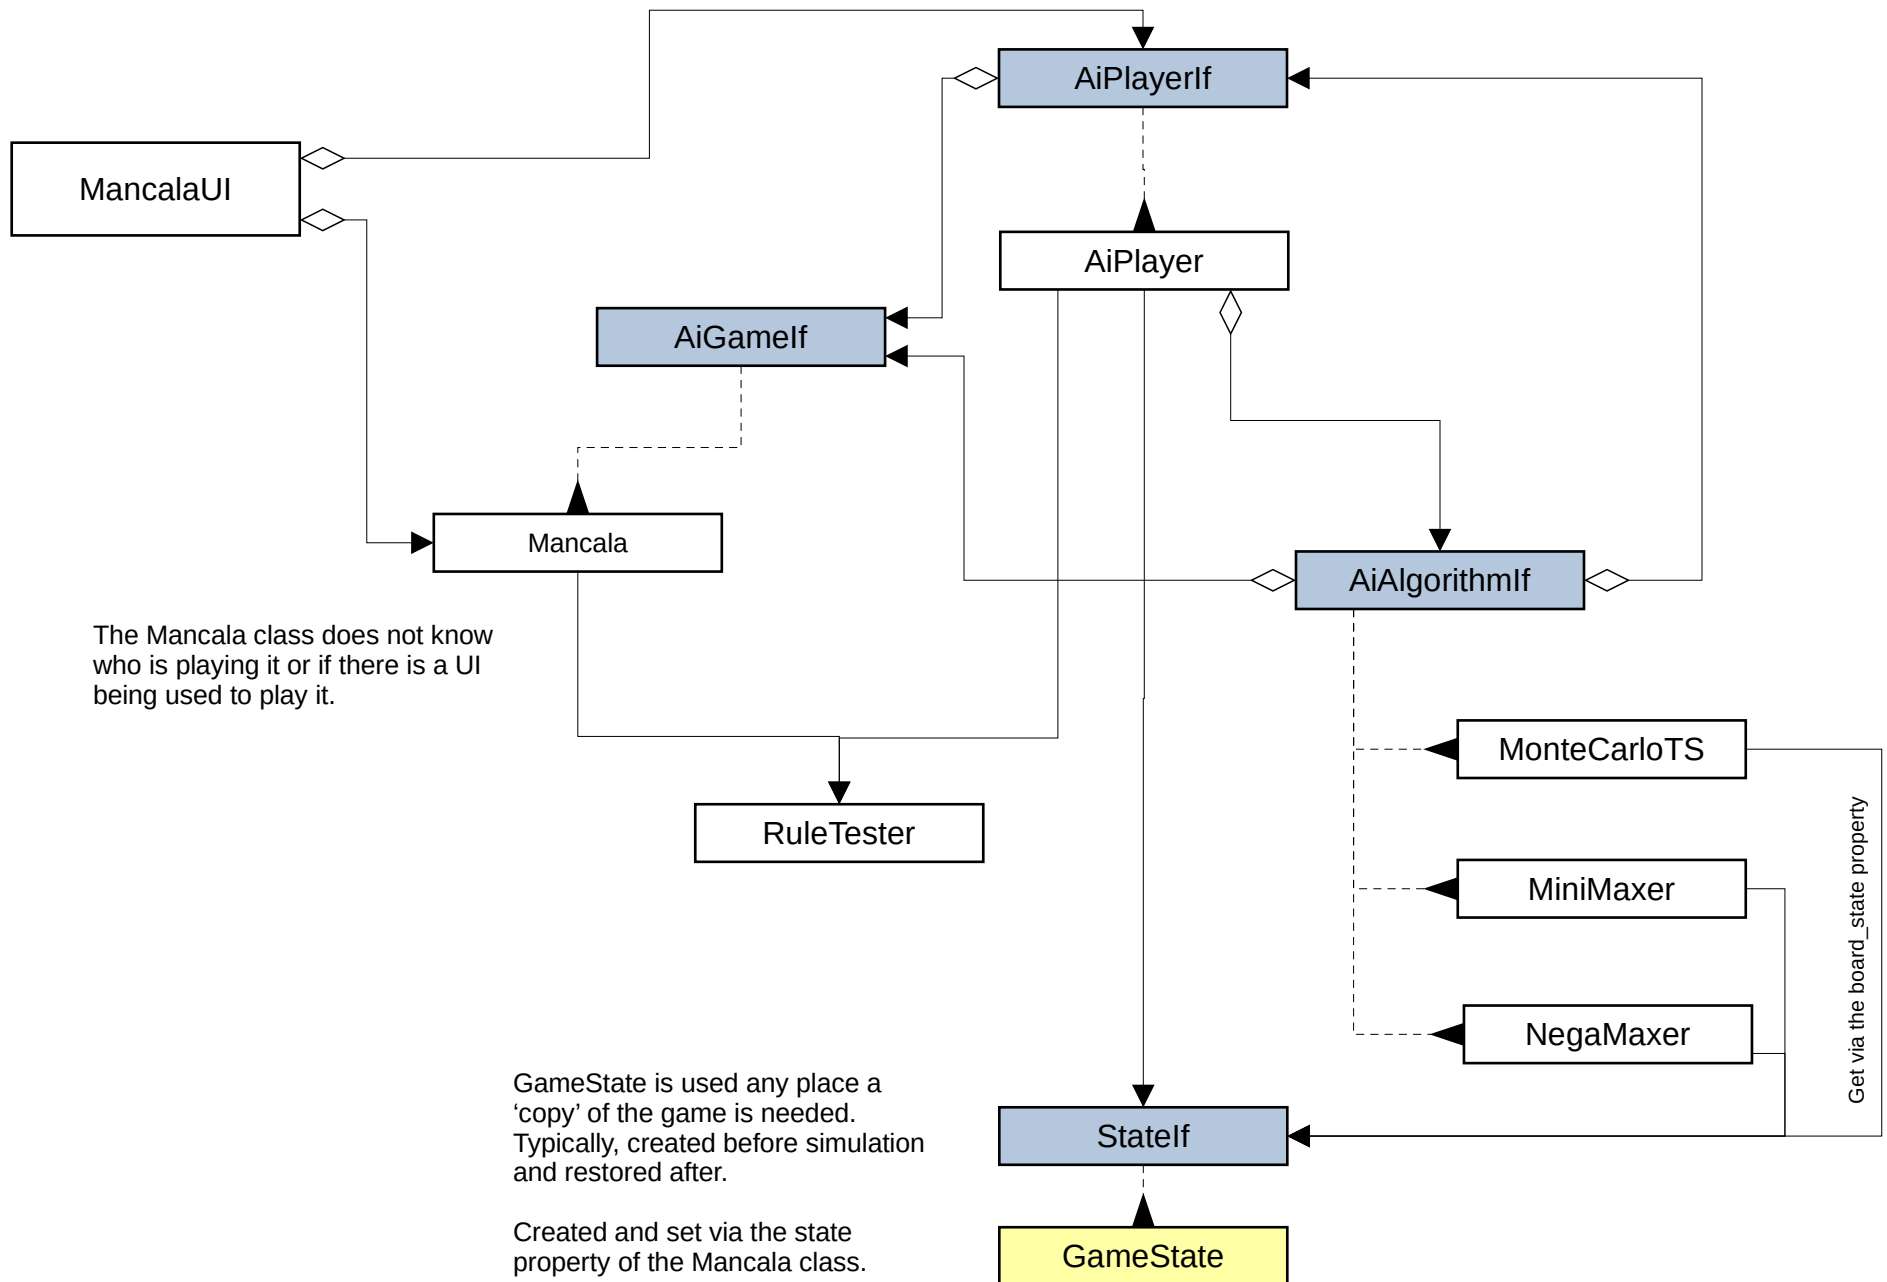 AiPlayerIf
MancalaUI
AiPlayer
AiGameIf
Mancala
AiAlgorithmIf
The Mancala class does not know
who is playing it or if there is a UI
being used to play it.
MonteCarloTS
RuleTester
MiniMaxer
Get via the board_state property
NegaMaxer
GameState is used any place a
‘copy’ of the game is needed.
Typically, created before simulation
and restored after.
StateIf
Created and set via the state
property of the Mancala class.
GameState